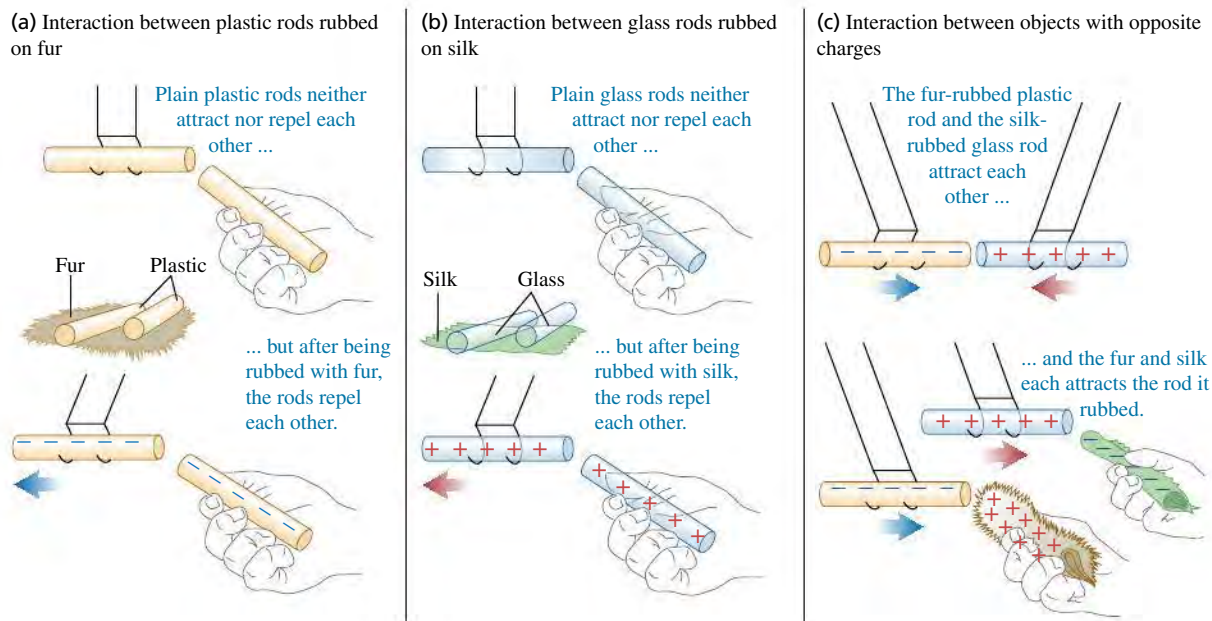 (a) Interaction between plastic rods rubbed
on fur
Plain plastic rods neither
attract nor repel each
other ...
Fur
Plastic
... but after being
rubbed with fur,
the rods repel
each other.
(b) Interaction between glass rods rubbed
on silk
Plain glass rods neither
attract nor repel each
other ...
Silk
Glass
... but after being
rubbed with silk,
the rods repel
each other.
(c) Interaction between objects with opposite
charges
The fur-rubbed plastic
rod and the silk-
rubbed glass rod
attract each
other ...
– – – – –
+ + + + +
... and the fur and silk
each attracts the rod it
rubbed.